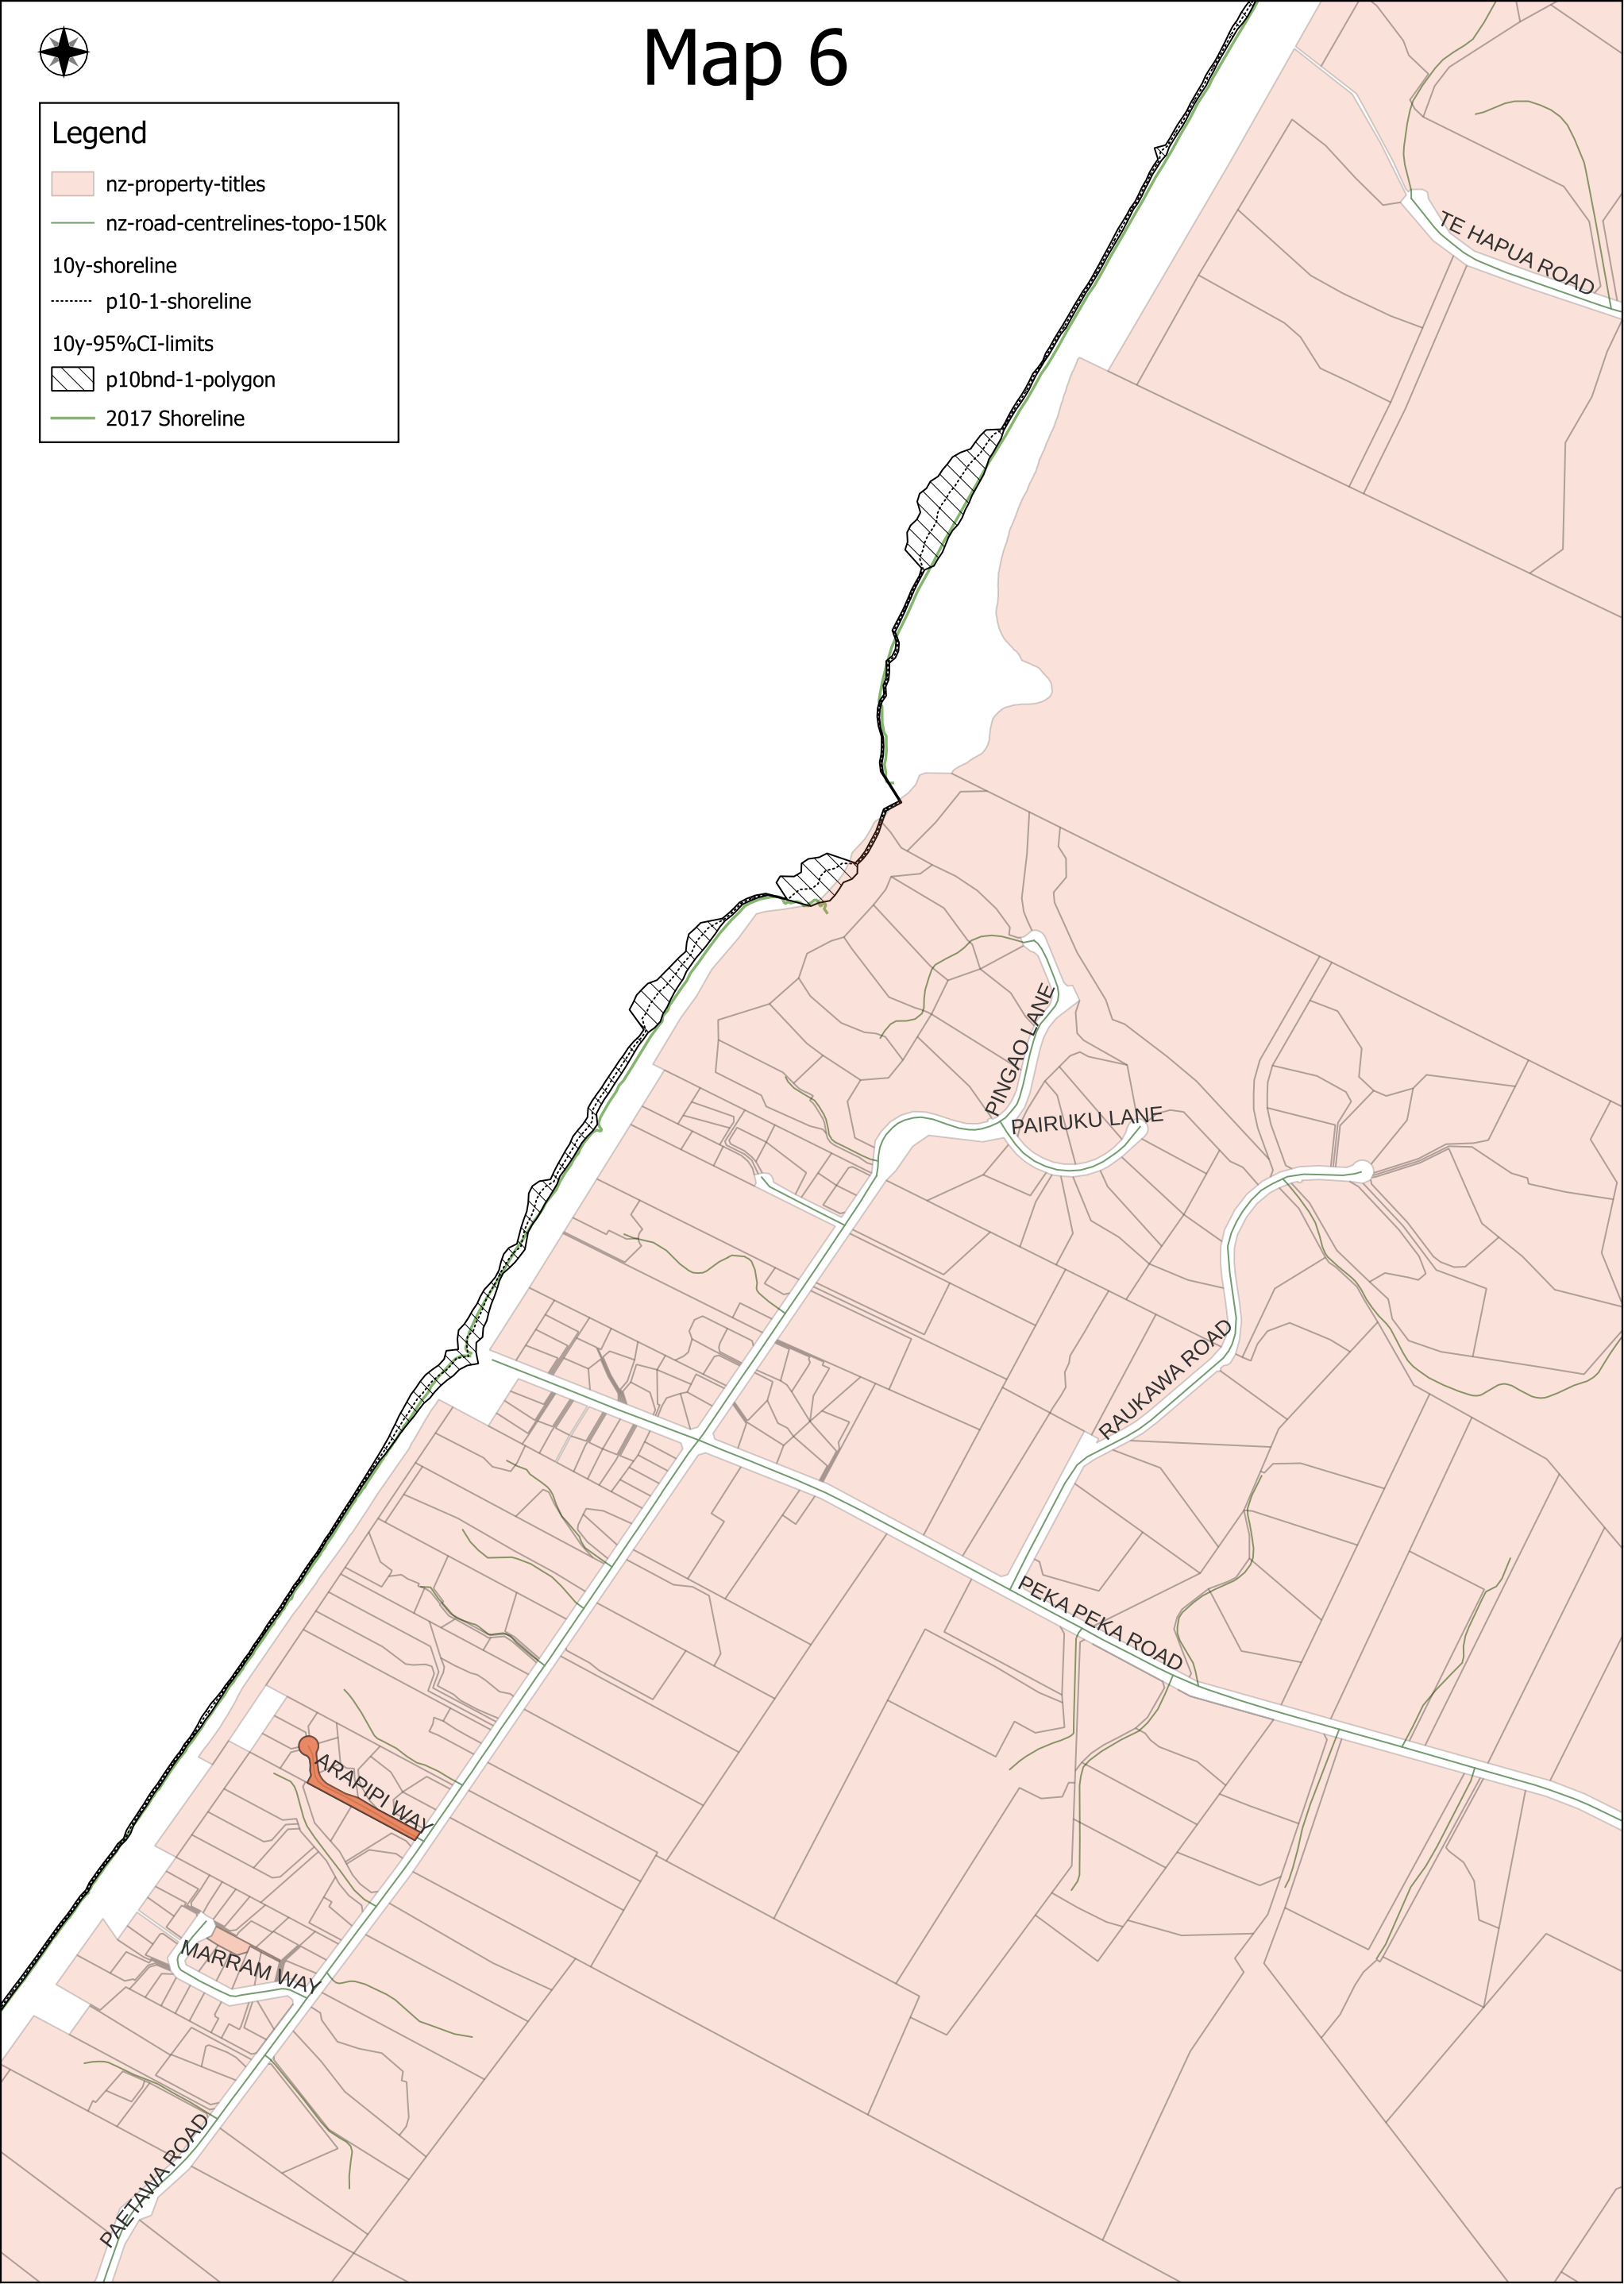 Map 6
Legend
nz-property-titles
nz-road-centrelines-topo-150k
10y-shoreline
p10-1-shoreline
10y-95%CI-limits
p10bnd-1-polygon
2017 Shoreline
TE HAPUA ROAD
PINGAO LANE
PAIRUKU LANE
RAUKAWA ROAD
PEKA PEKA ROAD
ARAPIPI WAY
MARRAM WAY
PAETAWA ROAD